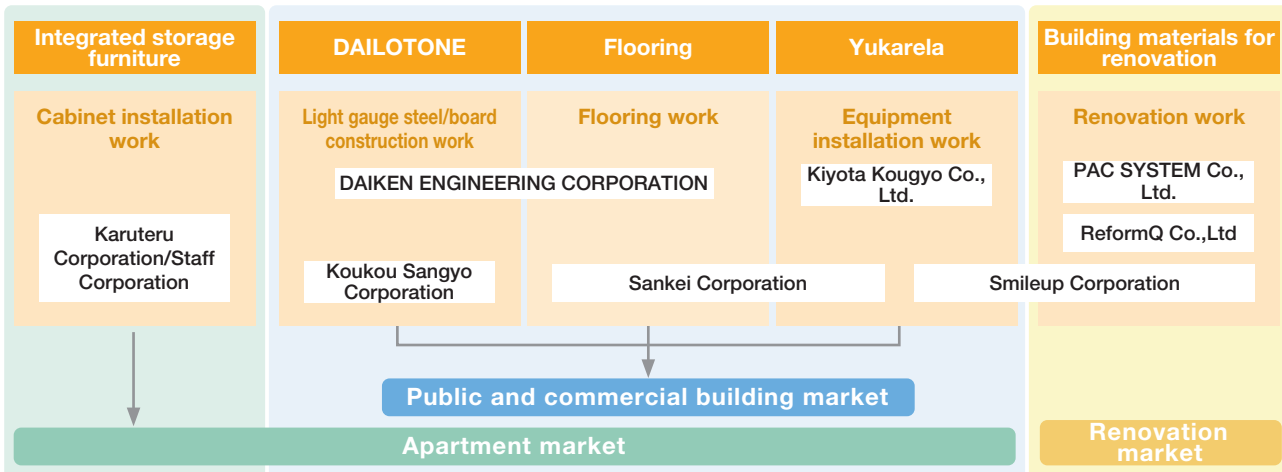 Integrated storage
furniture
DAILOTONE
Flooring
Yukarela
Building materials for
renovation
Cabinet installation
work
Light gauge steel/board
construction work
Flooring work
Equipment
installation work
Renovation work
DAIKEN ENGINEERING CORPORATION
Kiyota Kougyo Co.,
Ltd.
PAC SYSTEM Co.,
Ltd.
ReformQ Co.,Ltd
Karuteru
Corporation/Staff
Corporation
Koukou Sangyo
Corporation
Sankei Corporation
Smileup Corporation
Public and commercial building market
Apartment market
Renovation
market